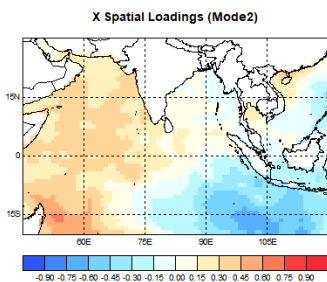 X Spatial Loadings (Mode2)
15N
0
15S
60E 75E 90E 105E
-0.90 -0.75 -0.60 -0.45 -0.30 -0.15 0.00 0.15 0.30 0.45 0.60 0.75 0.90